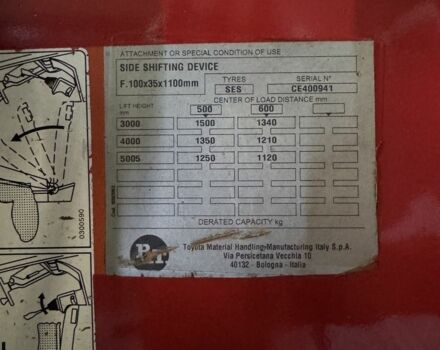 ATTACHMENT OR SPECIAL CONDITION OF USE
SIDE SHIFTING DEVICE
F.100x35x1100mm
TYRES
SERIAL N°
SES
CE400941
LIFT HEIGHT
mm
CENTER OF LOAD DISTANCE mm
500 600
3000 1500 1340
4000 1350 1210
5005 1250 1120
DERATED CAPACITY kg
Toyota Material Handling Manufacturing Italy S.p.A.
Via Persicetana Vecchia 10
40132 - Bologna - Italia
0300590